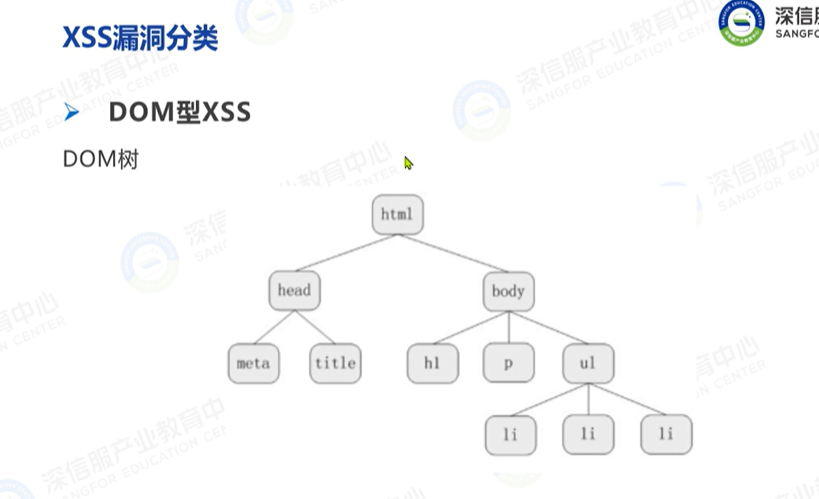 XSS漏洞分类
深信服
SANGFO
DOM型XSS
DOM树
html
head
body
meta
title
h1
p
ul
li
li
li
深信服产业教育中心
SANGFOR EDUCATION CENTER